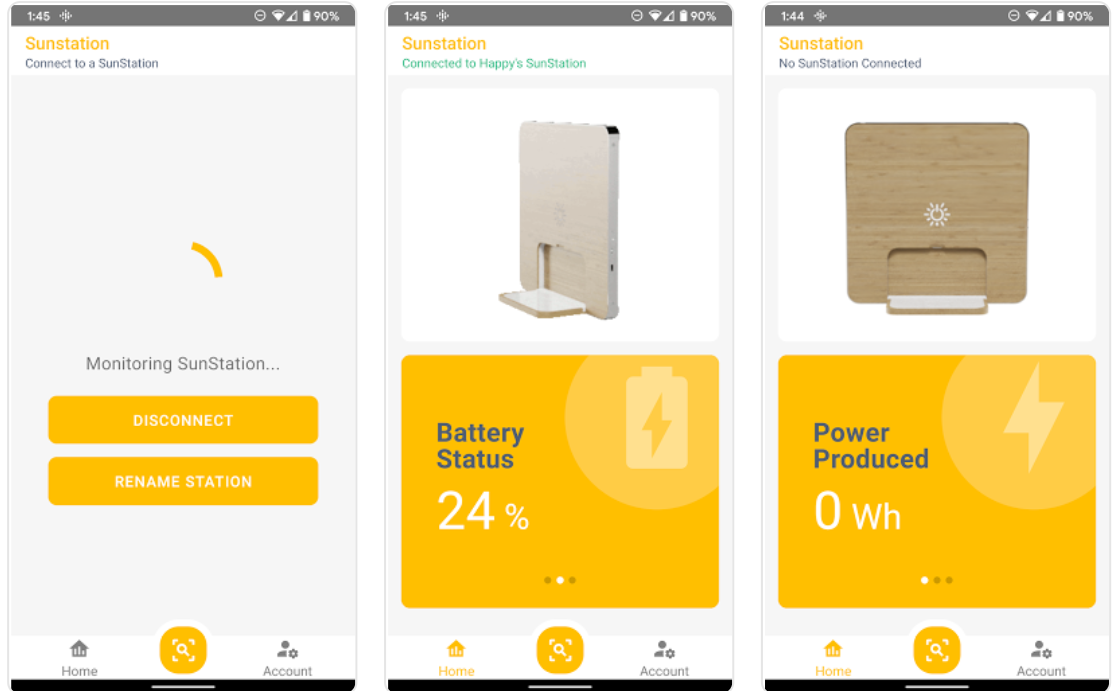 1:45
90%
Sunstation
Connect to a SunStation
Monitoring SunStation...
DISCONNECT
RENAME STATION
Home
Account
1:45
90%
Sunstation
Connected to Happy's SunStation
Battery
Status
24 %
Home
Account
1:44
90%
Sunstation
No SunStation Connected
Power
Produced
0 Wh
Home
Account